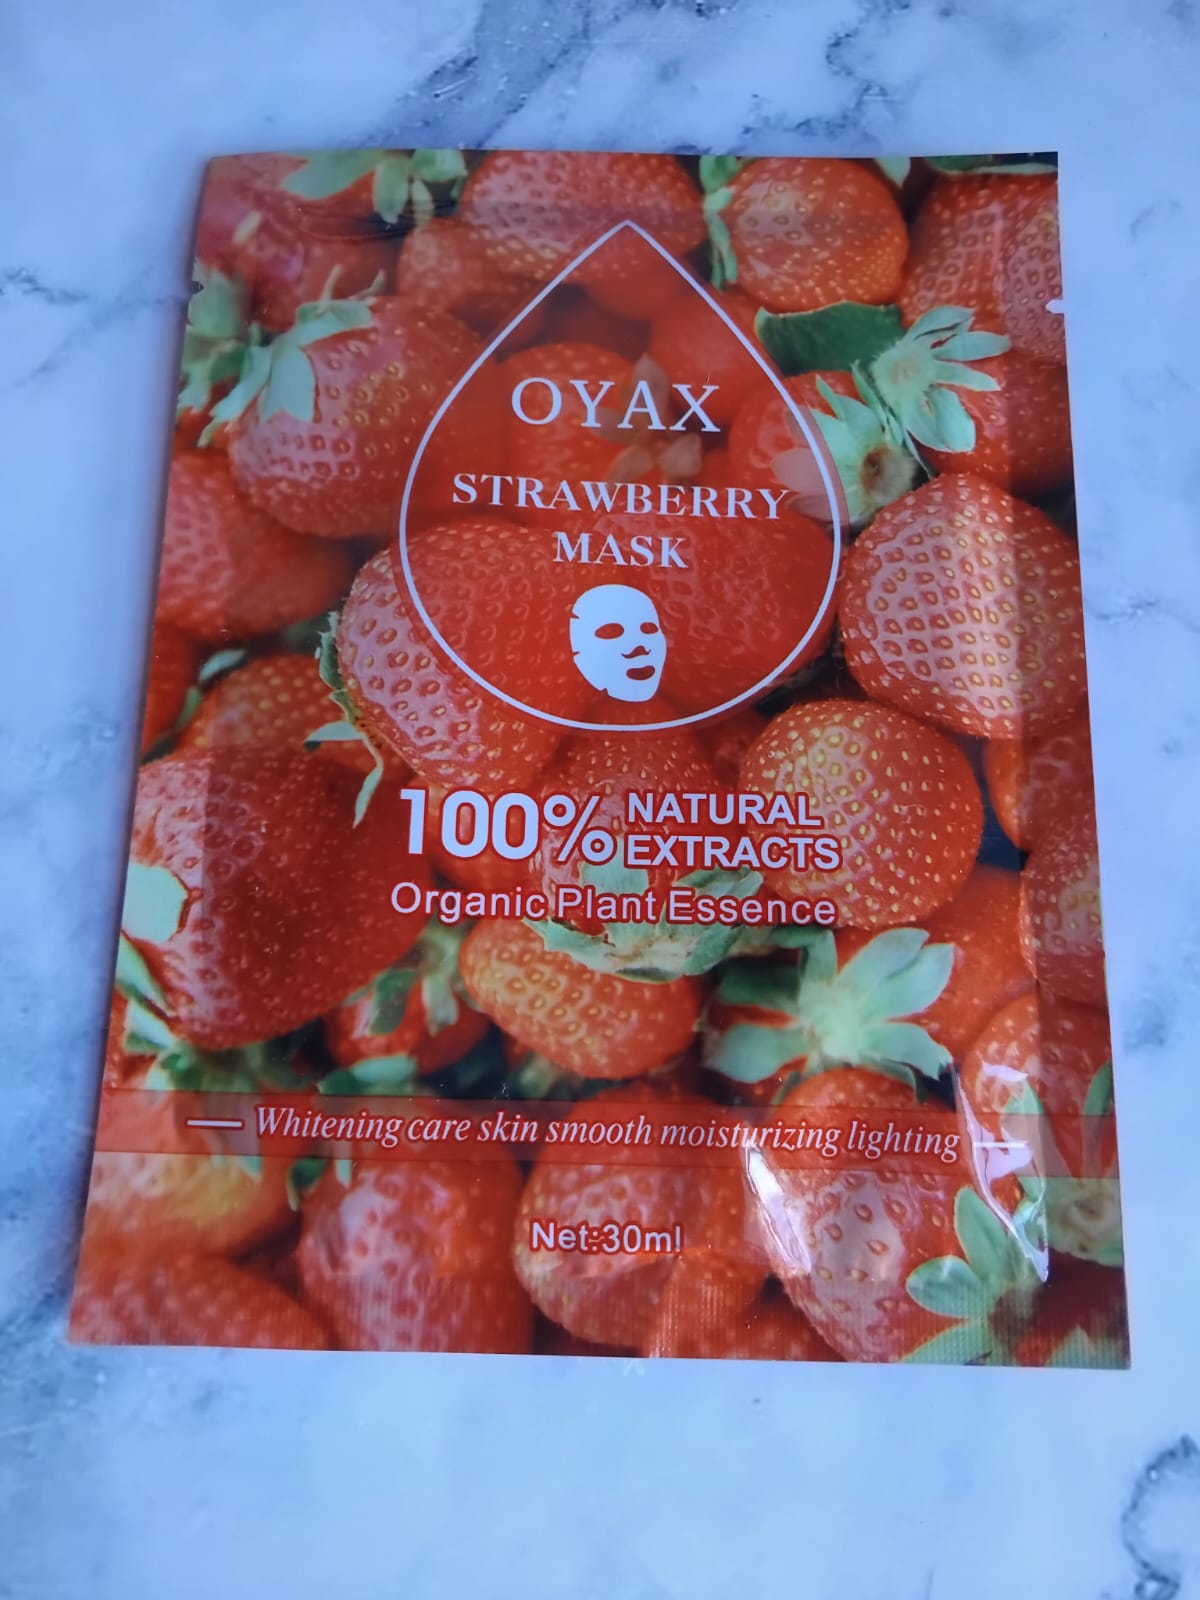 OYAX
STRAWBERRY
MASK
100% NATURAL
EXTRACTS
Organic Plant Essence
Whitening care skin smooth moisturizing lighting
Net:30ml